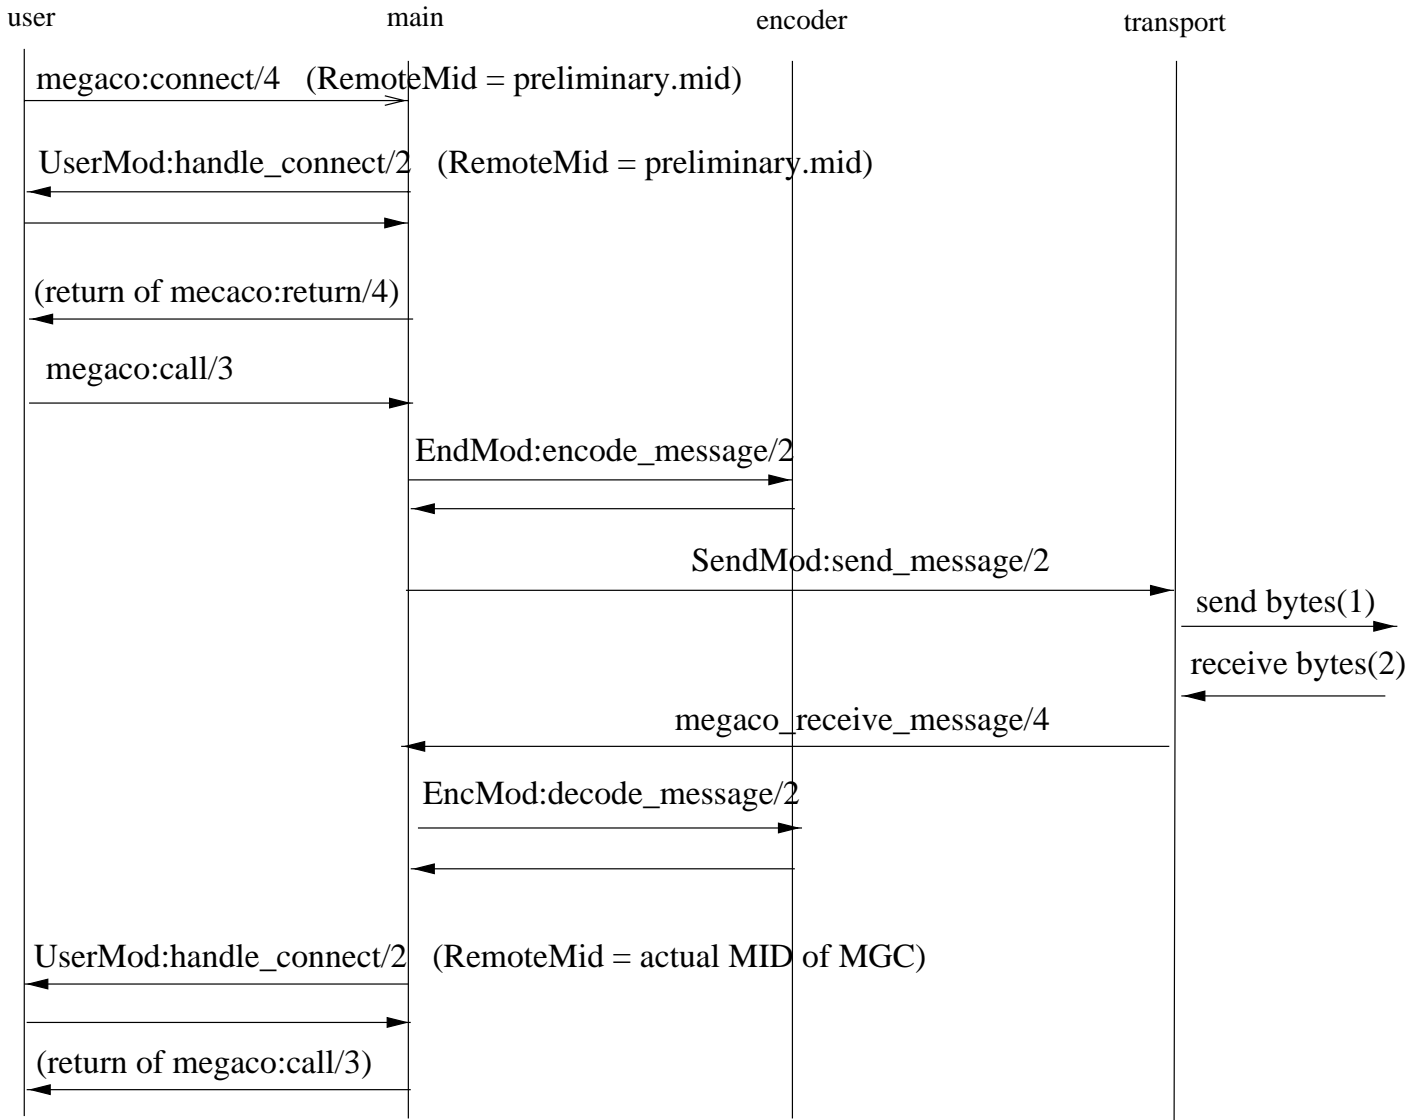 user
main
encoder
transport
megaco:connect/4 (RemoteMid = preliminary.mid)
UserMod:handle_connect/2 (RemoteMid = preliminary.mid)
(return of mecaco:return/4)
megaco:call/3
EndMod:encode_message/2
SendMod:send_message/2
send bytes(1)
receive bytes(2)
megaco_receive_message/4
EncMod:decode_message/2
UserMod:handle_connect/2 (RemoteMid = actual MID of MGC)
(return of megaco:call/3)